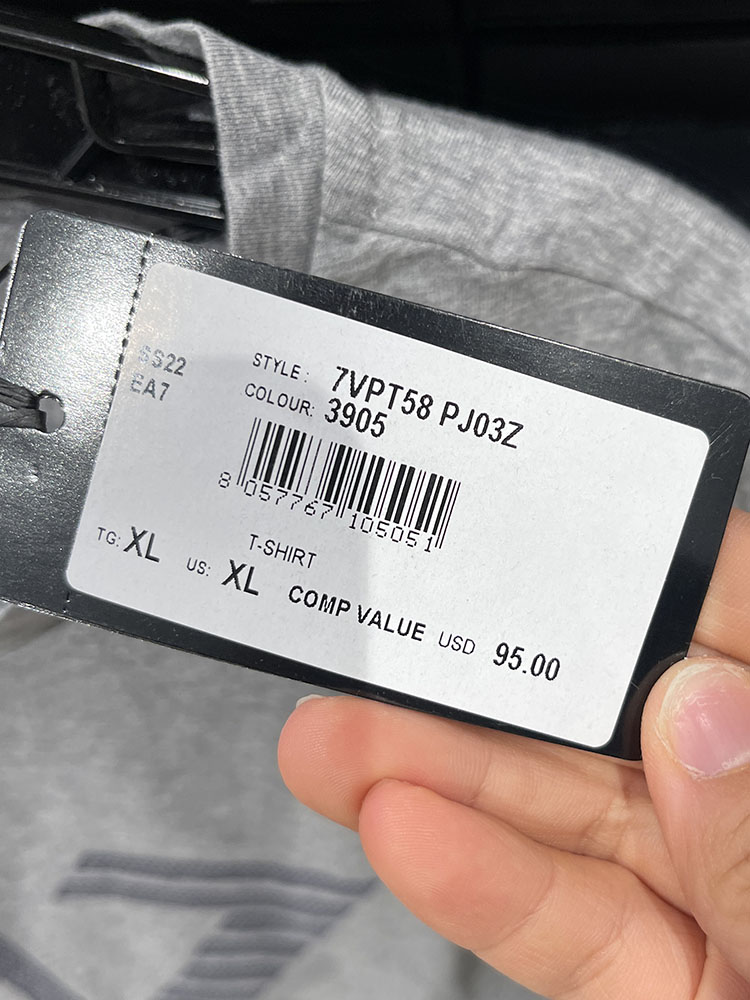 SS22
EA7
STYLE: 7VPT58 PJ03Z
COLOUR: 3905
8 057767 105051
T-SHIRT
TG: XL US: XL COMP VALUE USD 95.00